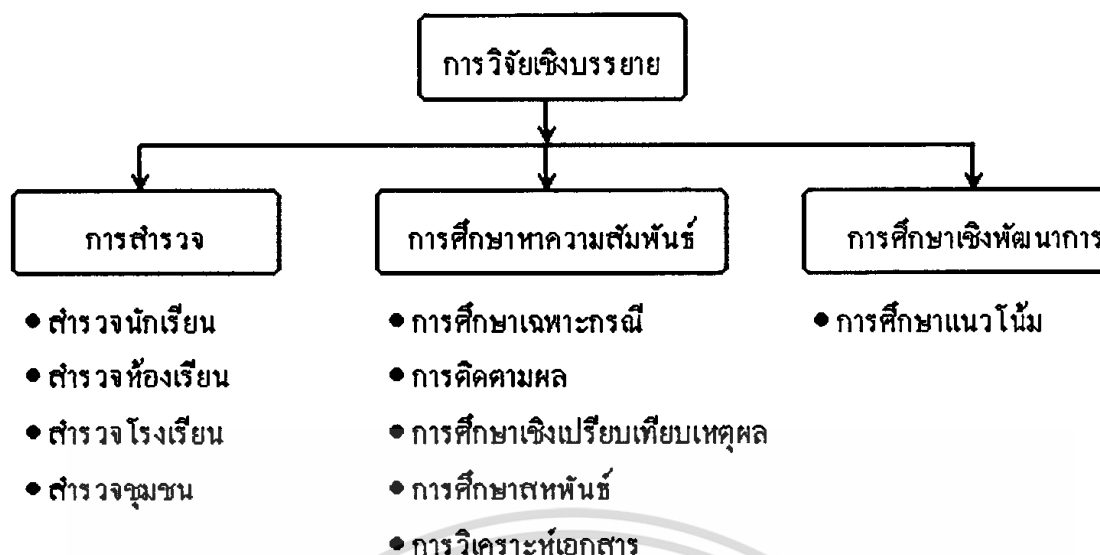 การวิจัยเชิงบรรยาย
การสำรวจ
การศึกษาหาความสัมพันธ์
การศึกษาเชิงพัฒนาการ
● สำรวจนักเรียน
● สำรวจห้องเรียน
● สำรวจโรงเรียน
● สำรวจชุมชน
● การศึกษาเฉพาะกรณี
● การติดตามผล
● การศึกษาเชิงเปรียบเทียบเหตุผล
● การศึกษาสหพันธ์
● การวิเคราะห์เอกสาร
● การศึกษาแนวโน้ม